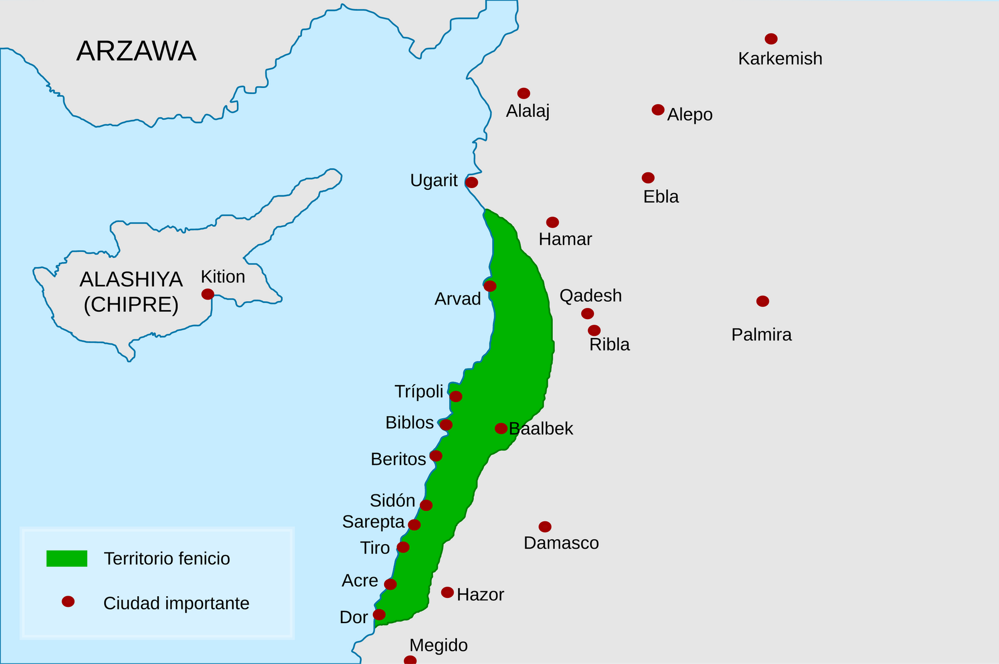 ARZAWA
Karkemish
Alalaj
Alepo
Ugarit
Ebla
Hamar
ALASHIYA
(CHIPRE)
Kition
Arvad
Qadesh
Ribla
Palmira
Trípoli
Biblos
Baalbek
Beritos
Sidón
Sarepta
Tiro
Damasco
Acre
Hazor
Dor
Megido
Territorio fenicio
Ciudad importante